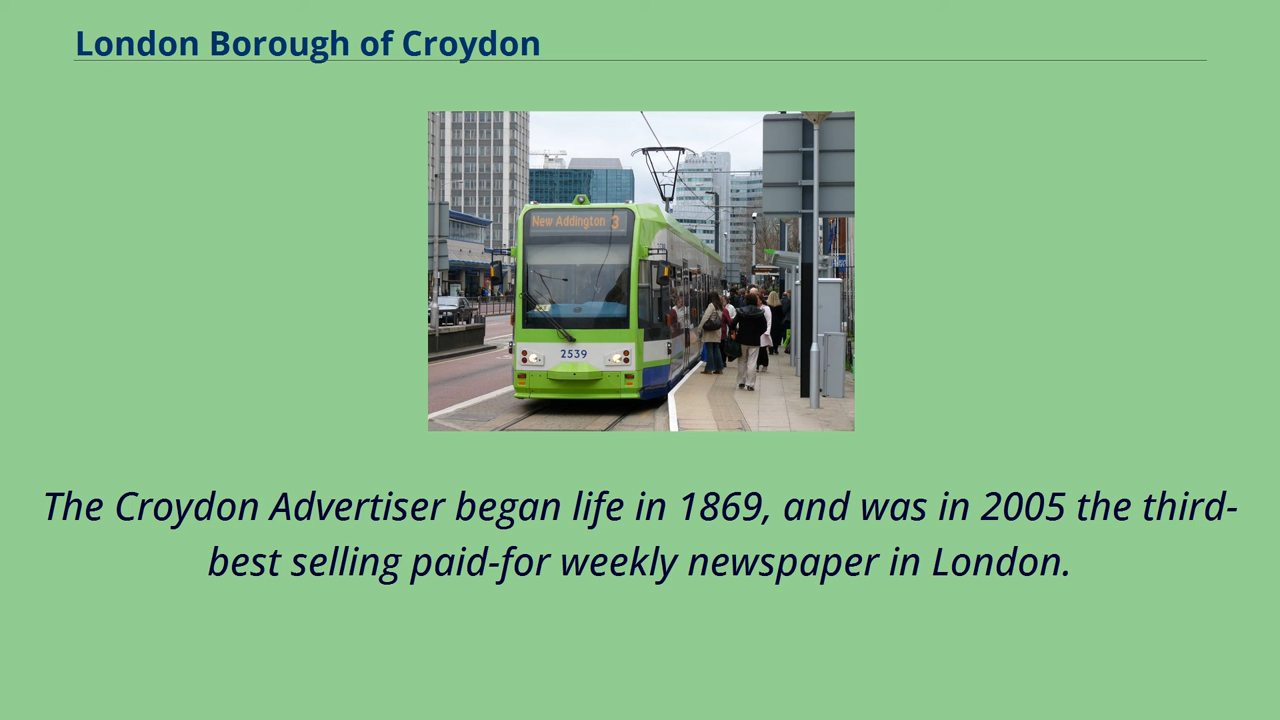 London Borough of Croydon
New Addington 3
2539
The Croydon Advertiser began life in 1869, and was in 2005 the third-
best selling paid-for weekly newspaper in London.